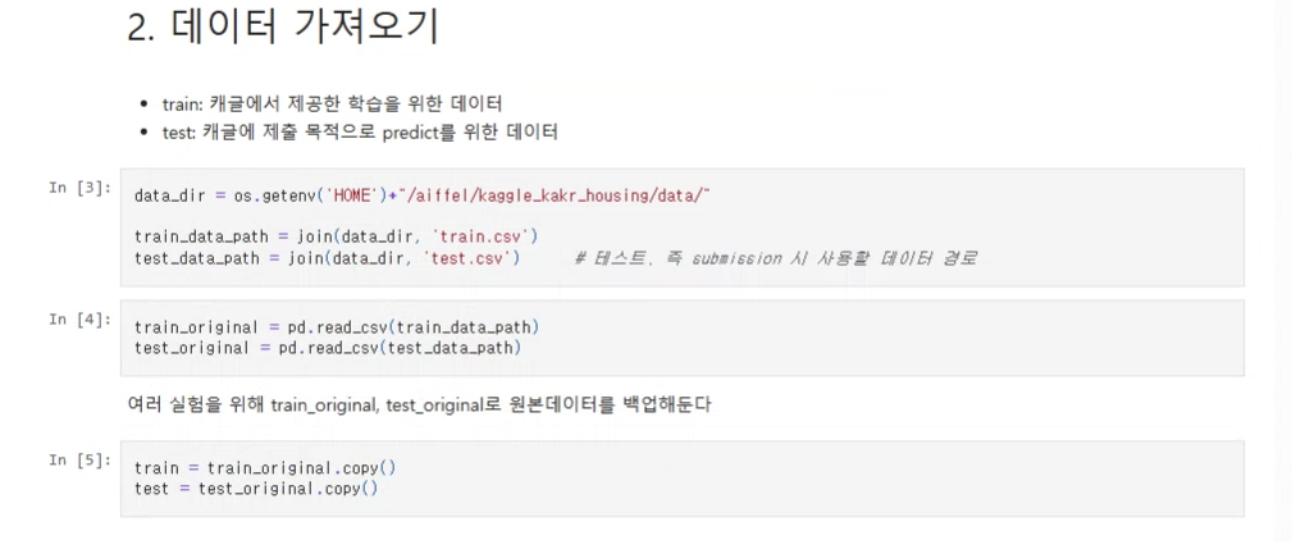 2. 데이터 가져오기
• train: 캐글에서 제공한 학습을 위한 데이터
• test: 캐글에 제출 목적으로 predict를 위한 데이터
In [3]:
data_dir = os.getenv('HOME')+"/aiffel/kaggle_kakr_housing/data/"
train_data_path = join(data_dir, 'train.csv')
test_data_path = join(data_dir, 'test.csv')      # 테스트, 즉 submission 시 사용할 데이터 경로
In [4]:
train_original = pd.read_csv(train_data_path)
test_original = pd.read_csv(test_data_path)
여러 실험을 위해 train_original, test_original로 원본데이터를 백업해둔다
In [5]:
train = train_original.copy()
test = test_original.copy()